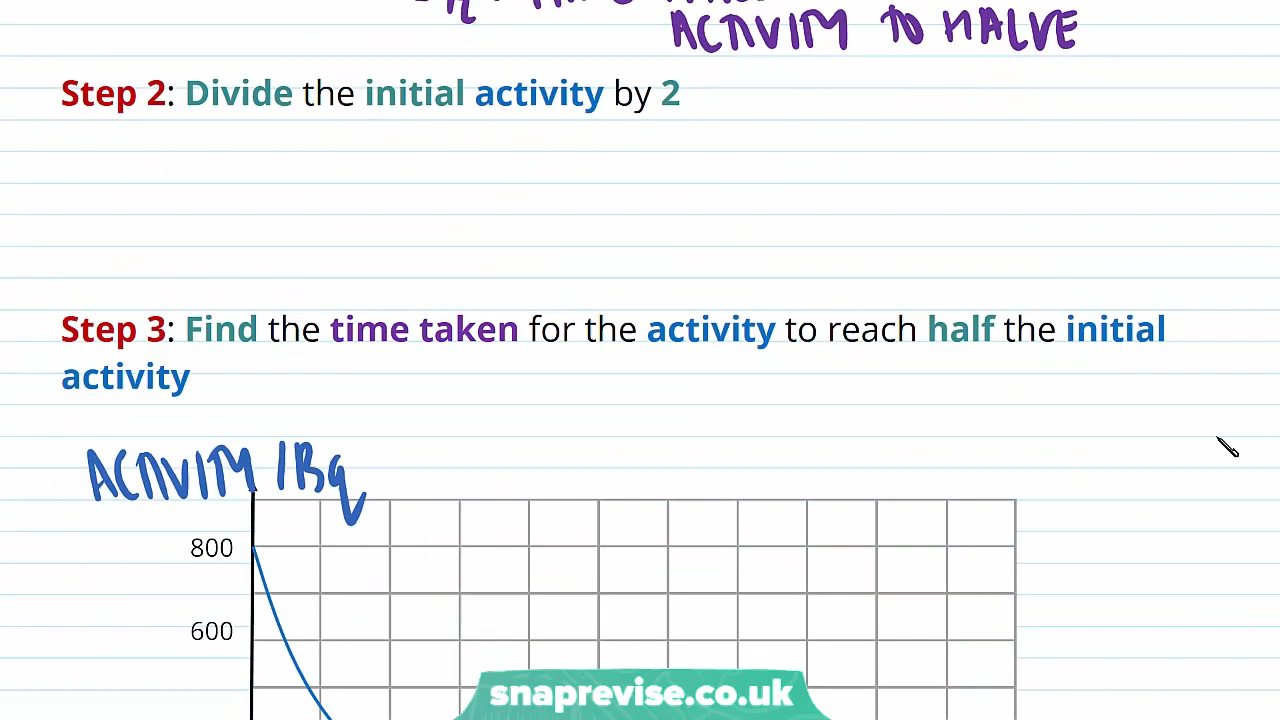 ACTIVITY TO HALVE
Step 2: Divide the initial activity by 2
Step 3: Find the time taken for the activity to reach half the initial
activity
ACTIVITY / Bq
800
600
snaprevise.co.uk